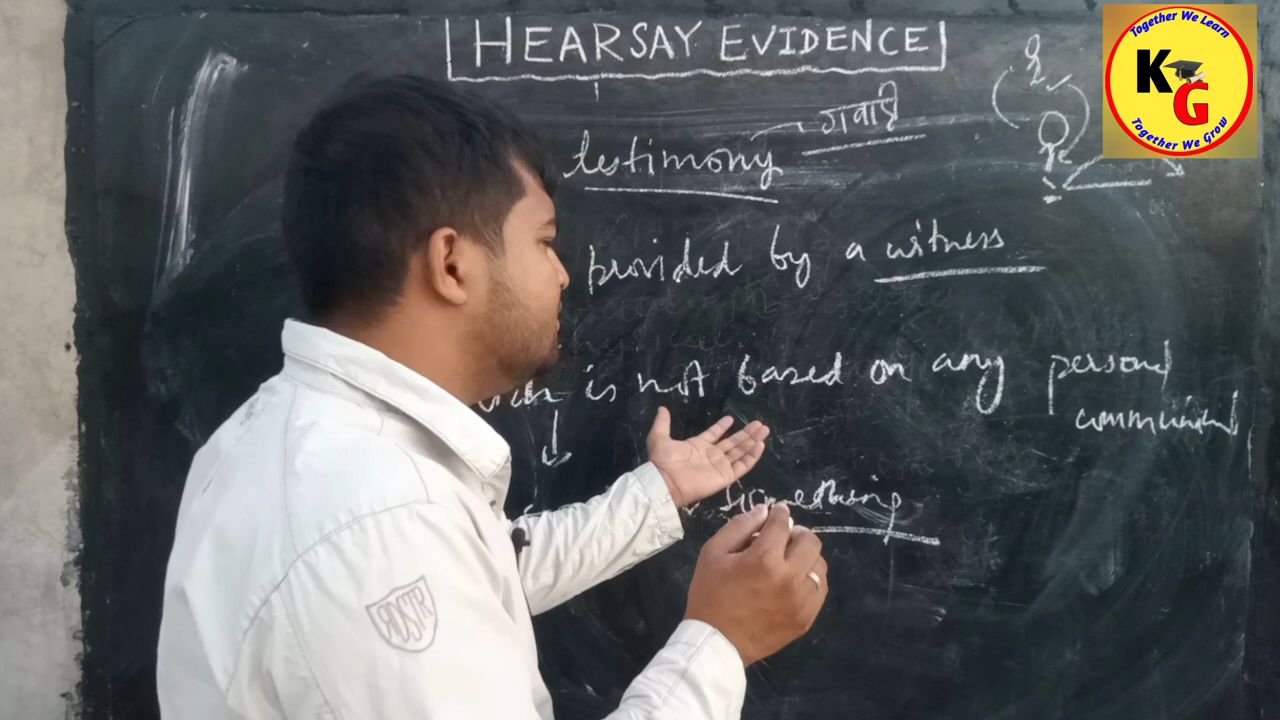 HEARSAY EVIDENCE
testimony गवाही
provided by a witness
is not based on any personal
something
Together We Learn
KG
Together We Grow
RDSTR